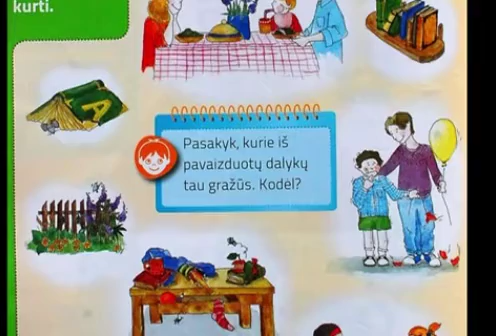 kurti.
Pasakyk, kurie iš
pavaizduotų dalykų
tau gražūs. Kodėl?
A